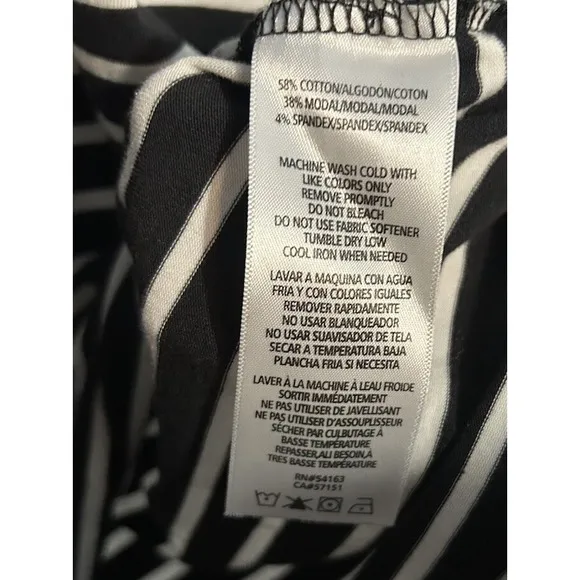 58% COTTON/ALGODÓN/COTON
38% MODAL/MODAL/MODAL
4% SPANDEX/SPANDEX/SPANDEX
MACHINE WASH COLD WITH
LIKE COLORS ONLY
REMOVE PROMPTLY
DO NOT BLEACH
DO NOT USE FABRIC SOFTENER
TUMBLE DRY LOW
COOL IRON WHEN NEEDED
LAVAR A MAQUINA CON AGUA
FRIA Y CON COLORES IGUALES
REMOVER RAPIDAMENTE
NO USAR BLANQUEADOR
NO USAR SUAVISADOR DE TELA
SECAR A TEMPERATURA BAJA
PLANCHA FRIA SI NECESITA
LAVER À LA MACHINE À LEAU FROIDE
SORTIR IMMÉDIATEMENT
NE PAS UTILISER DE JAVELLISANT
NE PAS UTILISER D'ASSOUPLISEUR
SÉCHER PAR CULBUTAGE À
BASSE TEMPÉRATURE
REPASSER,AU BESOIN,À
TRES BASSE TEMPÉRATURE
RN#54163
CA#57151